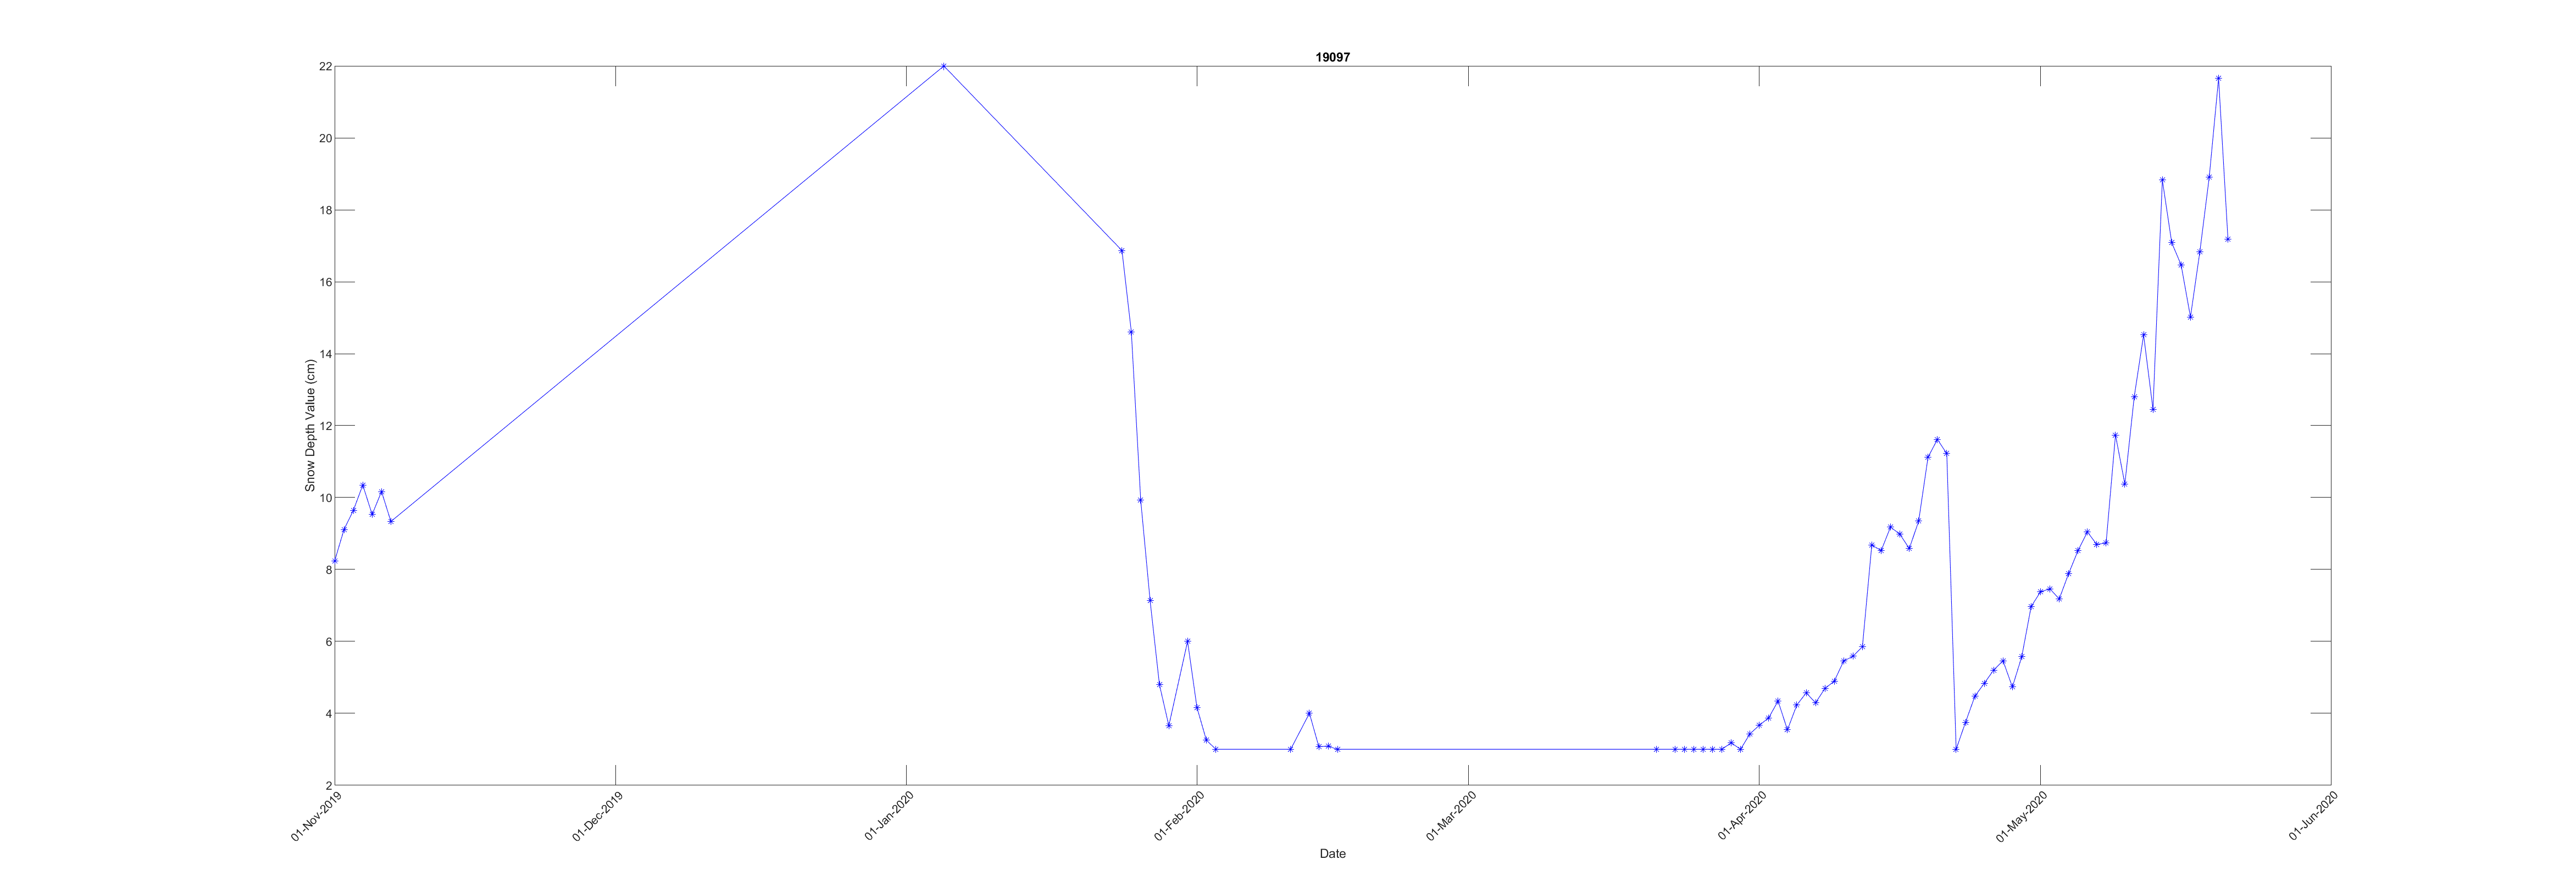 19097
22
20
18
16
14
12
10
8
6
4
2
Snow Depth Value (cm)
01-Nov-2019
01-Dec-2019
01-Jan-2020
01-Feb-2020
01-Mar-2020
01-Apr-2020
01-May-2020
01-Jun-2020
Date